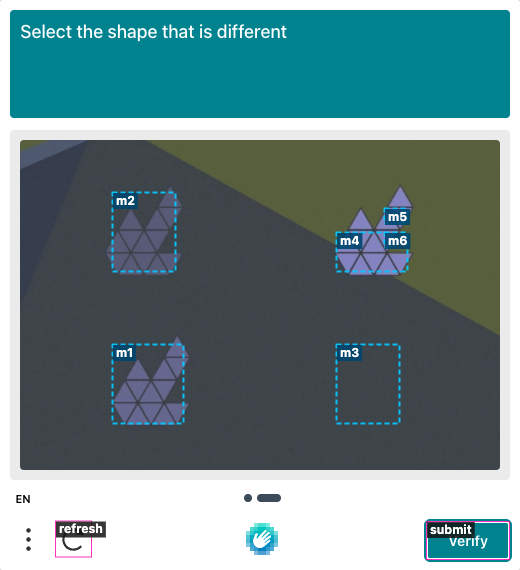 Select the shape that is different
m2
m5
m4
m6
m1
m3
EN
refresh
submit
Verify